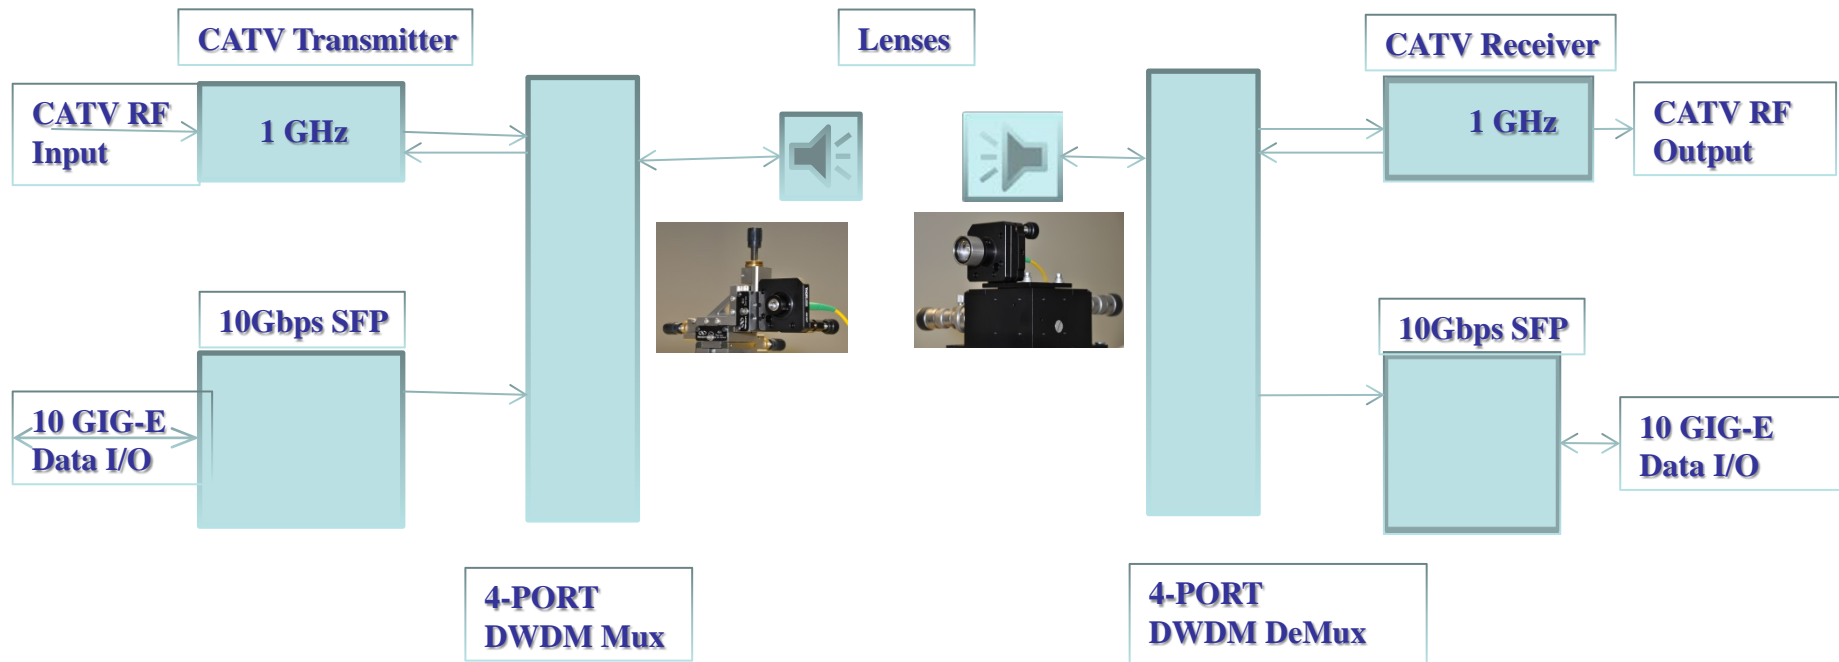 CATV Transmitter
Lenses
CATV Receiver
CATV RF
Input
1 GHz
1 GHz
CATV RF
Output
10Gbps SFP
10Gbps SFP
10 GIG-E
Data I/O
10 GIG-E
Data I/O
4-PORT
DWDM Mux
4-PORT
DWDM DeMux